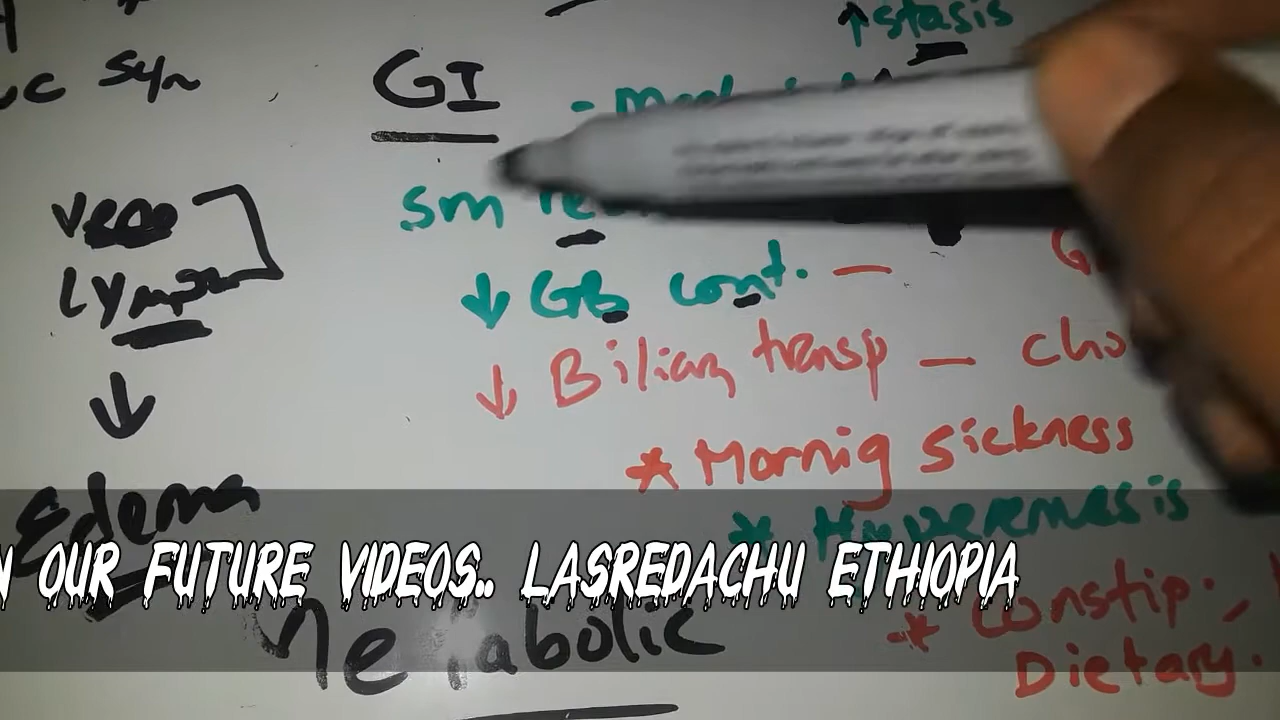 ↑ stasis
syn
GI
sm
Lymph
↓ GB cont. —
↓ Biliary transp —
* Mornig sickness
Edema
* Hyperemesis
N OUR FUTURE VIDEOS.. LASREDACHU ETHIOPIA
* Constip.
Metabolic
Dietary.